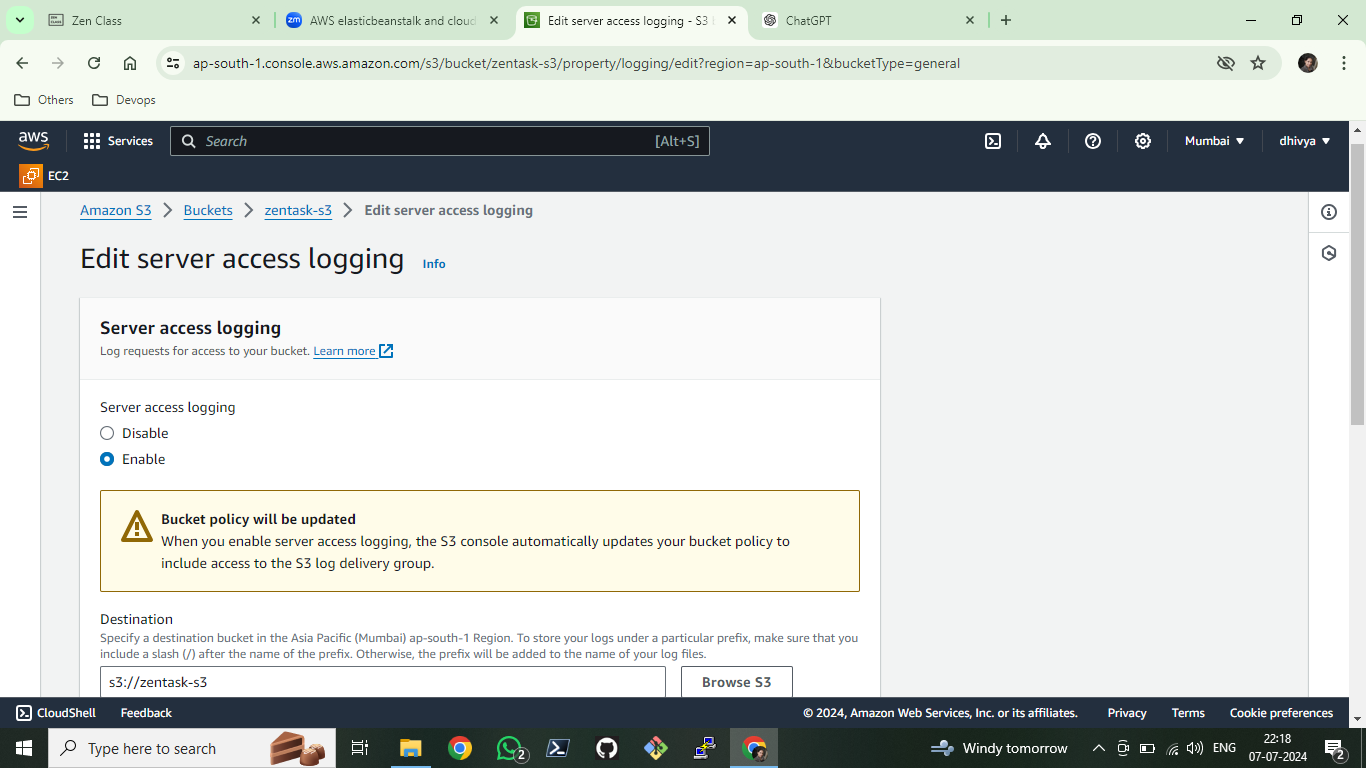 Zen Class
AWS elasticbeanstalk and cloud
Edit server access logging - S3
ChatGPT
ap-south-1.console.aws.amazon.com/s3/bucket/zentask-s3/property/logging/edit?region=ap-south-1&bucketType=general
Others
Devops
aws
Services
Search
[Alt+S]
Mumbai
dhivya
EC2
Amazon S3
Buckets
zentask-s3
Edit server access logging
Edit server access logging
Info
Server access logging
Log requests for access to your bucket. Learn more
Server access logging
Disable
Enable
Bucket policy will be updated
When you enable server access logging, the S3 console automatically updates your bucket policy to
include access to the S3 log delivery group.
Destination
Specify a destination bucket in the Asia Pacific (Mumbai) ap-south-1 Region. To store your logs under a particular prefix, make sure that you
include a slash (/) after the name of the prefix. Otherwise, the prefix will be added to the name of your log files.
s3://zentask-s3
Browse S3
CloudShell
Feedback
© 2024, Amazon Web Services, Inc. or its affiliates.
Privacy
Terms
Cookie preferences
Type here to search
2
Windy tomorrow
ENG
22:18
07-07-2024
2